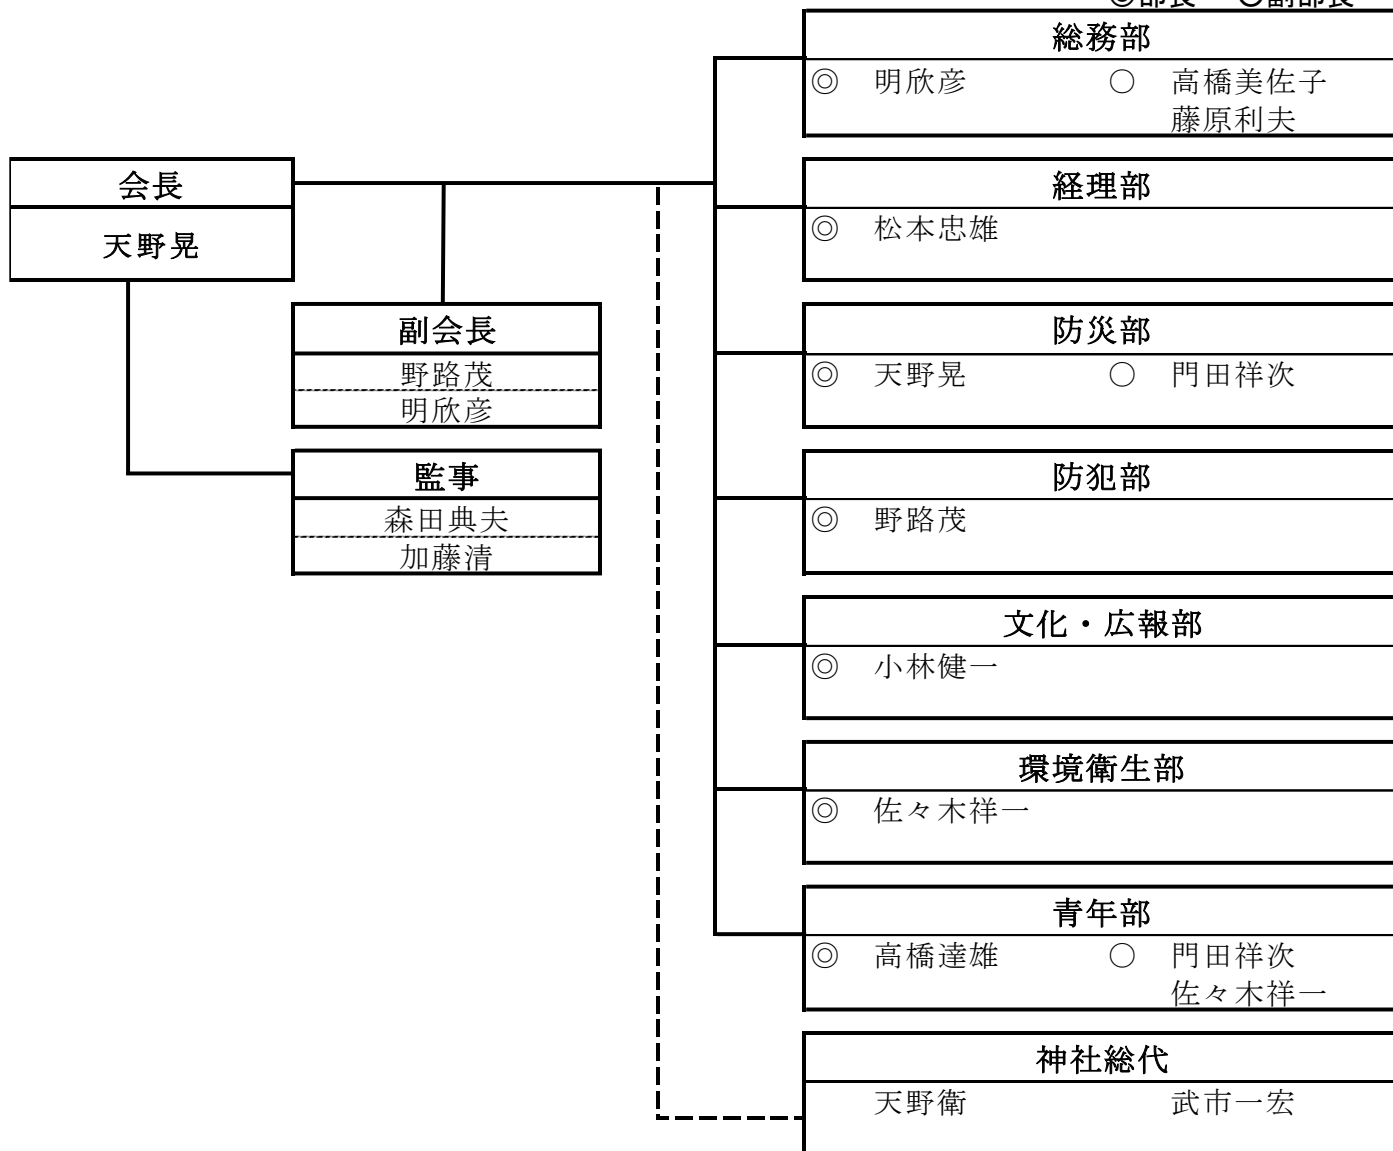 ◎部長 ○副部長
総務部
◎ 明欣彦 ○ 高橋美佐子
藤原利夫
会長
天野晃
副会長
野路茂
明欣彦
監事
森田典夫
加藤清
経理部
◎ 松本忠雄
防災部
◎ 天野晃 ○ 門田祥次
防犯部
◎ 野路茂
文化・広報部
◎ 小林健一
環境衛生部
◎ 佐々木祥一
青年部
◎ 高橋達雄 ○ 門田祥次
佐々木祥一
神社総代
天野衛 武市一宏